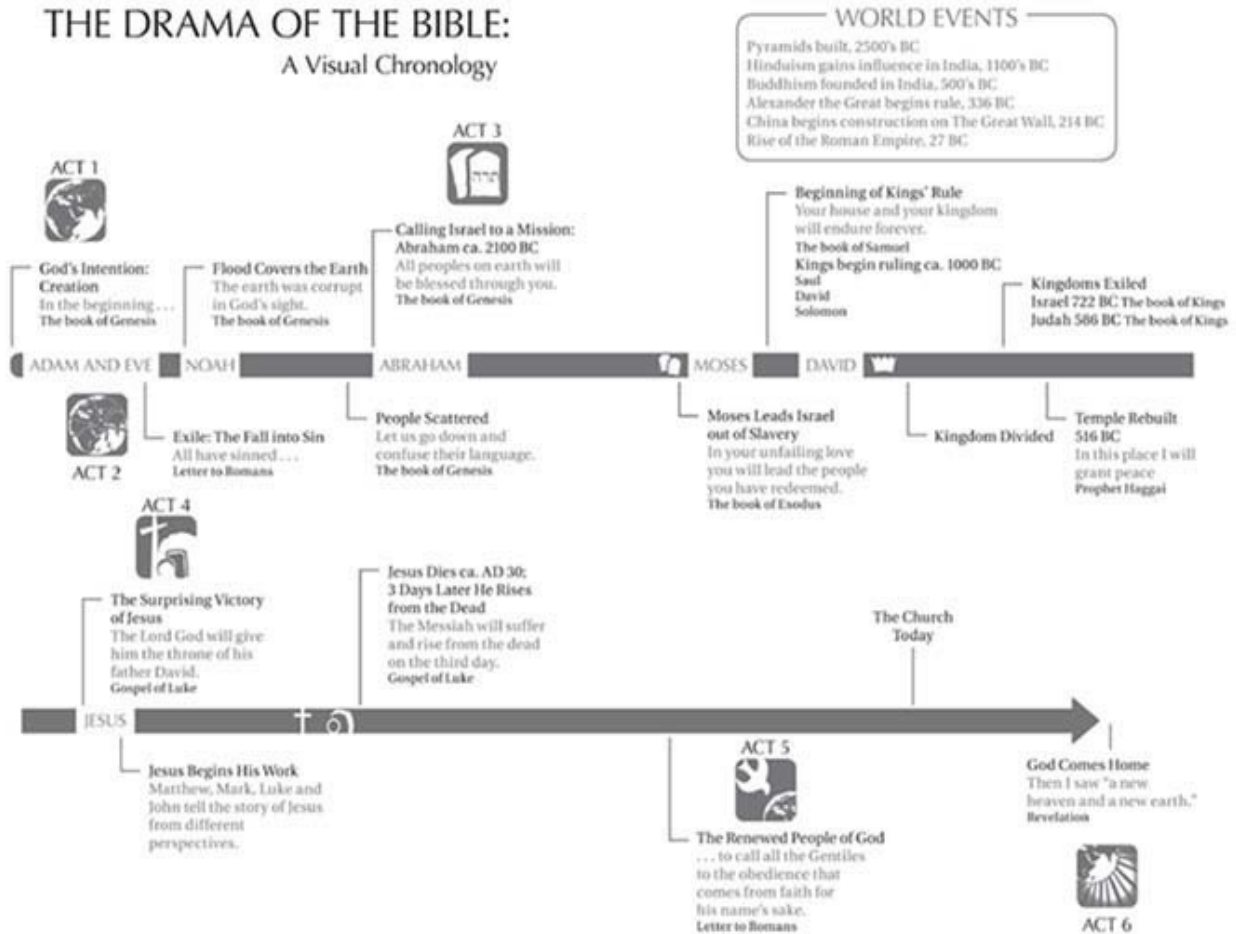 THE DRAMA OF THE BIBLE:
A Visual Chronology
WORLD EVENTS
Pyramids built, 2500's BC
Hinduism gains influence in India, 1100's BC
Buddhism founded in India, 500's BC
Alexander the Great begins rule, 336 BC
China begins construction on The Great Wall, 214 BC
Rise of the Roman Empire, 27 BC
ACT 1
God's Intention:
Creation
In the beginning...
The book of Genesis
Flood Covers the Earth
The earth was corrupt
in God's sight.
The book of Genesis
ACT 3
תרה
Calling Israel to a Mission:
Abraham ca. 2100 BC
All peoples on earth will
be blessed through you.
The book of Genesis
Beginning of Kings' Rule
Your house and your kingdom
will endure forever.
The book of Samuel
Kings begin ruling ca. 1000 BC
Saul
David
Solomon
Kingdoms Exiled
Israel 722 BC The book of Kings
Judah 586 BC The book of Kings
ADAM AND EVE NOAH ABRAHAM MOSES DAVID
ACT 2
Exile: The Fall into Sin
All have sinned...
Letter to Romans
People Scattered
Let us go down and
confuse their language.
The book of Genesis
Moses Leads Israel
out of Slavery
In your unfailing love
you will lead the people
you have redeemed.
The book of Exodus
Kingdom Divided
Temple Rebuilt
516 BC
In this place I will
grant peace
Prophet Haggai
ACT 4
The Surprising Victory
of Jesus
The Lord God will give
him the throne of his
father David.
Gospel of Luke
Jesus Dies ca. AD 30;
3 Days Later He Rises
from the Dead
The Messiah will suffer
and rise from the dead
on the third day.
Gospel of Luke
The Church
Today
JESUS
Jesus Begins His Work
Matthew, Mark, Luke and
John tell the story of Jesus
from different
perspectives.
ACT 5
The Renewed People of God
... to call all the Gentiles
to the obedience that
comes from faith for
his name's sake.
Letter to Romans
God Comes Home
Then I saw "a new
heaven and a new earth."
Revelation
ACT 6